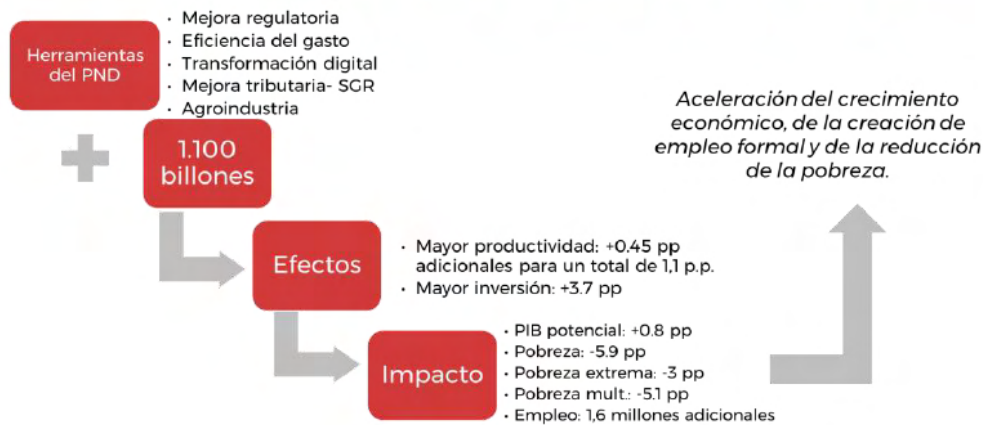 Herramientas
del PND
· Mejora regulatoria
· Eficiencia del gasto
· Transformación digital
· Mejora tributaria- SGR
· Agroindustria
1.100
billones
Efectos
· Mayor productividad: +0.45 pp
adicionales para un total de 1,1 p.p.
· Mayor inversión: +3.7 pp
Impacto
· PIB potencial: +0.8 pp
· Pobreza: -5.9 pp
· Pobreza extrema: -3 pp
· Pobreza mult.: -5.1 pp
· Empleo: 1,6 millones adicionales
Aceleración del crecimiento
económico, de la creación de
empleo formal y de la reducción
de la pobreza.